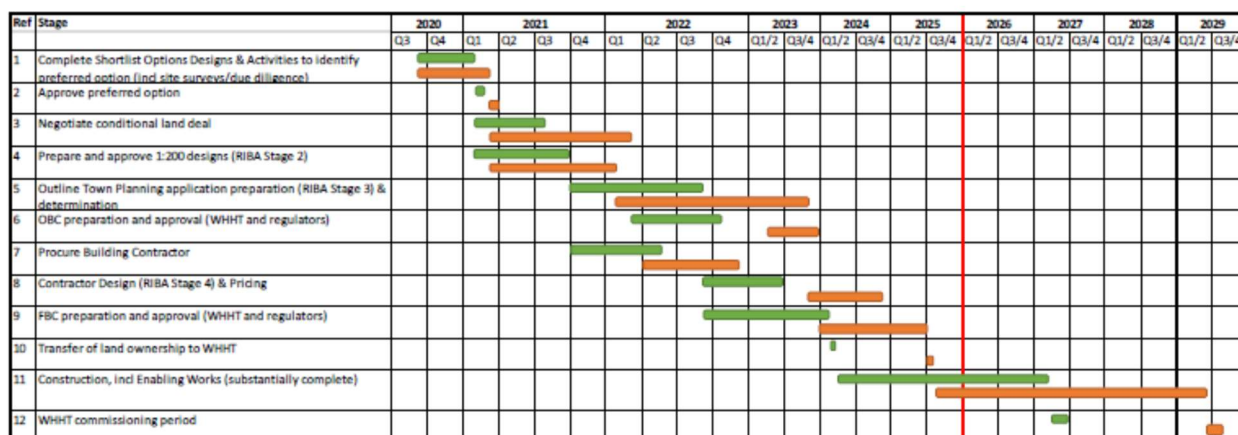 Ref Stage 2020 2021 2022 2023 2024 2025 2026 2027 2028 2029
Q3 Q4 Q1 Q2 Q3 Q4 Q1 Q2 Q3 Q4 Q1/2 Q3/4 Q1/2 Q3/4 Q1/2 Q3/4 Q1/2 Q3/4 Q1/2 Q3/4 Q1/2 Q3/4 Q1/2 Q3/4
1 Complete Shortlist Options Designs & Activities to identify
preferred option (incl site surveys/due diligence)
2 Approve preferred option
3 Negotiate conditional land deal
4 Prepare and approve 1:200 designs (RIBA Stage 2)
5 Outline Town Planning application preparation (RIBA Stage 3) &
determination
6 OBC preparation and approval (WHHT and regulators)
7 Procure Building Contractor
8 Contractor Design (RIBA Stage 4) & Pricing
9 FBC preparation and approval (WHHT and regulators)
10 Transfer of land ownership to WHHT
11 Construction, incl Enabling Works (substantially complete)
12 WHHT commissioning period